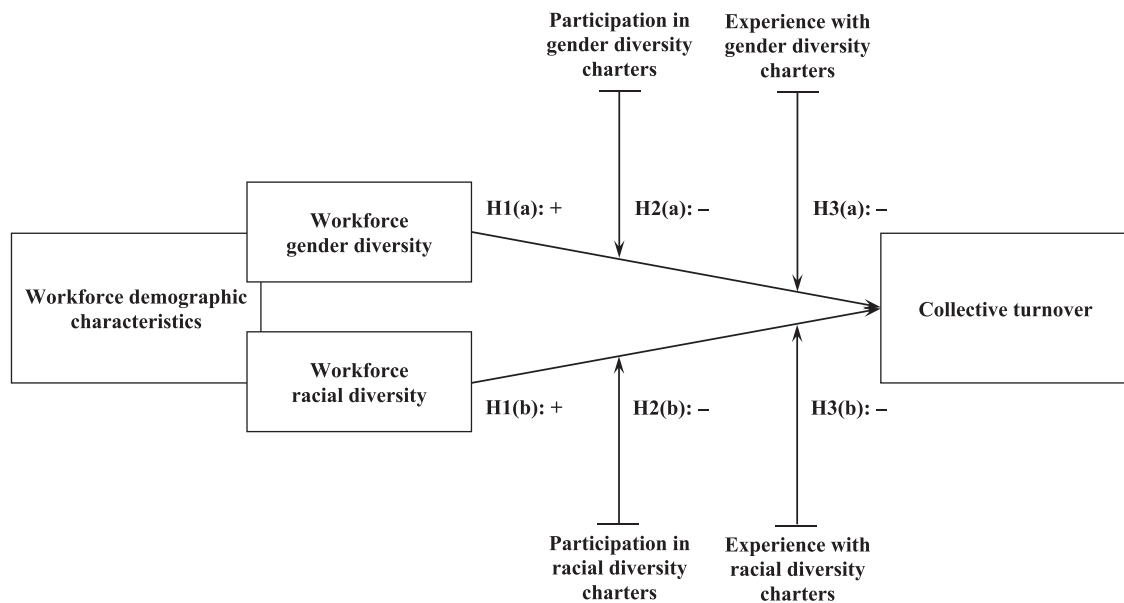 Participation in
gender diversity
charters
Experience with
gender diversity
charters
H1(a): +
H2(a): –
H3(a): –
Workforce
gender diversity
Workforce demographic
characteristics
Collective turnover
Workforce
racial diversity
H1(b): +
H2(b): –
H3(b): –
Participation in
racial diversity
charters
Experience with
racial diversity
charters